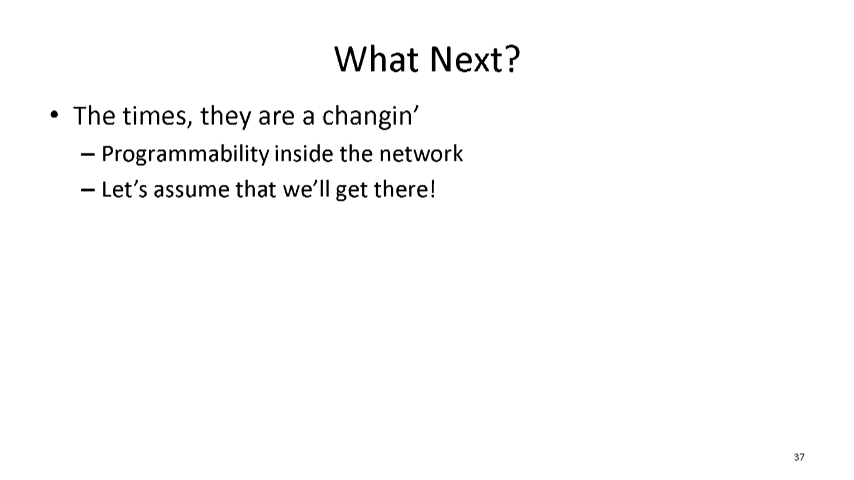 What Next?
• The times, they are a changin’
– Programmability inside the network
– Let’s assume that we’ll get there!
37